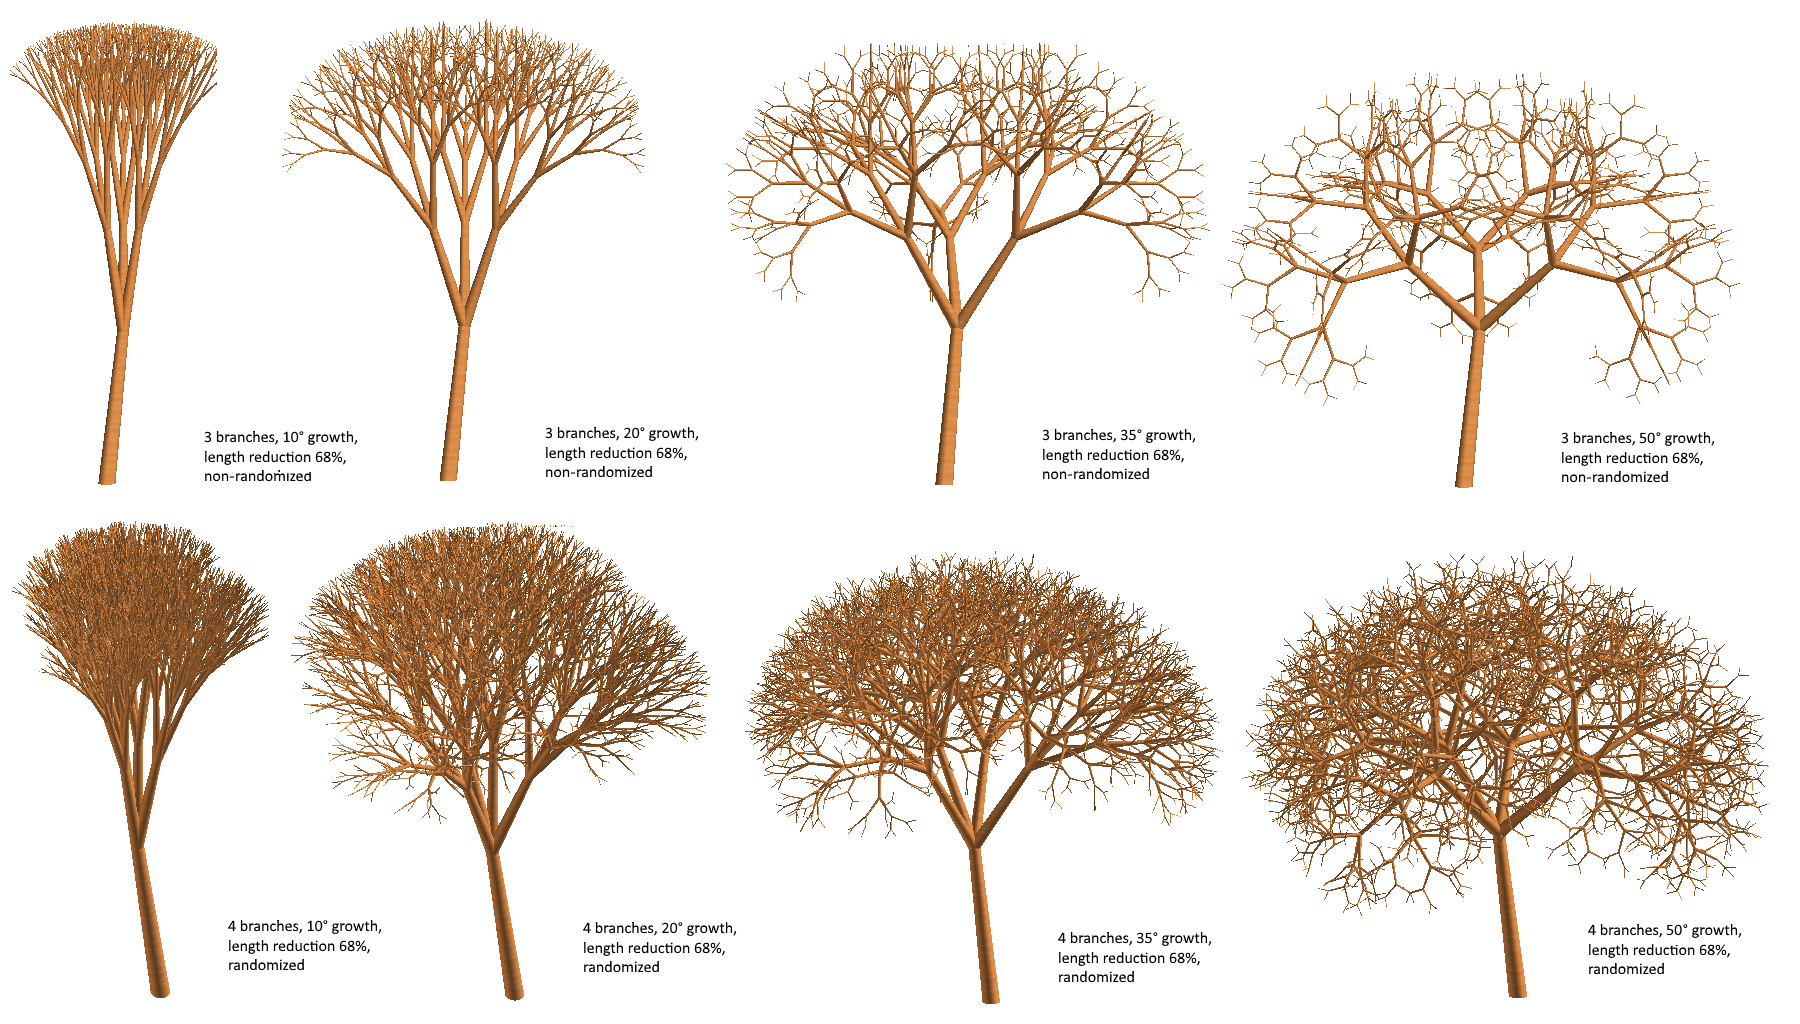 3 branches, 10° growth,
length reduction 68%,
non-randomized
3 branches, 20° growth,
length reduction 68%,
non-randomized
3 branches, 35° growth,
length reduction 68%,
non-randomized
3 branches, 50° growth,
length reduction 68%,
non-randomized
4 branches, 10° growth,
length reduction 68%,
randomized
4 branches, 20° growth,
length reduction 68%,
randomized
4 branches, 35° growth,
length reduction 68%,
randomized
4 branches, 50° growth,
length reduction 68%,
randomized